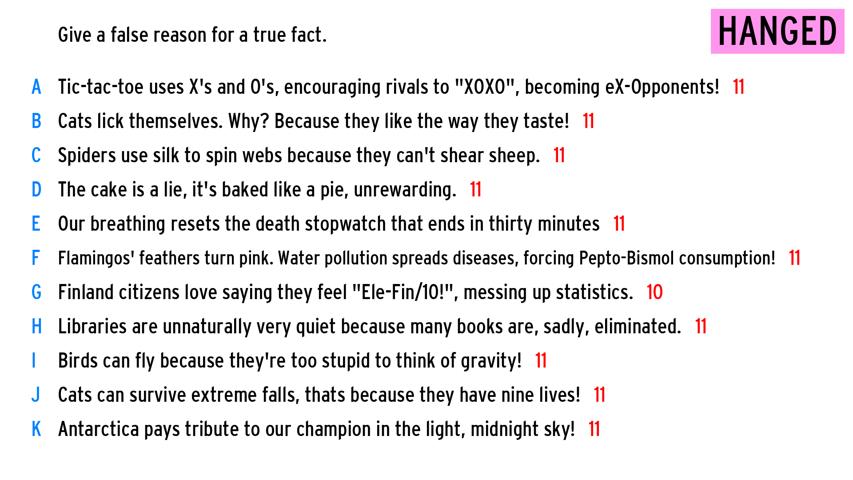 Give a false reason for a true fact.
HANGED
A Tic-tac-toe uses X's and O's, encouraging rivals to "XOXO", becoming eX-Opponents! 11
B Cats lick themselves. Why? Because they like the way they taste! 11
C Spiders use silk to spin webs because they can't shear sheep. 11
D The cake is a lie, it's baked like a pie, unrewarding. 11
E Our breathing resets the death stopwatch that ends in thirty minutes 11
F Flamingos' feathers turn pink. Water pollution spreads diseases, forcing Pepto-Bismol consumption! 11
G Finland citizens love saying they feel "Ele-Fin/10!", messing up statistics. 10
H Libraries are unnaturally very quiet because many books are, sadly, eliminated. 11
I Birds can fly because they're too stupid to think of gravity! 11
J Cats can survive extreme falls, thats because they have nine lives! 11
K Antarctica pays tribute to our champion in the light, midnight sky! 11